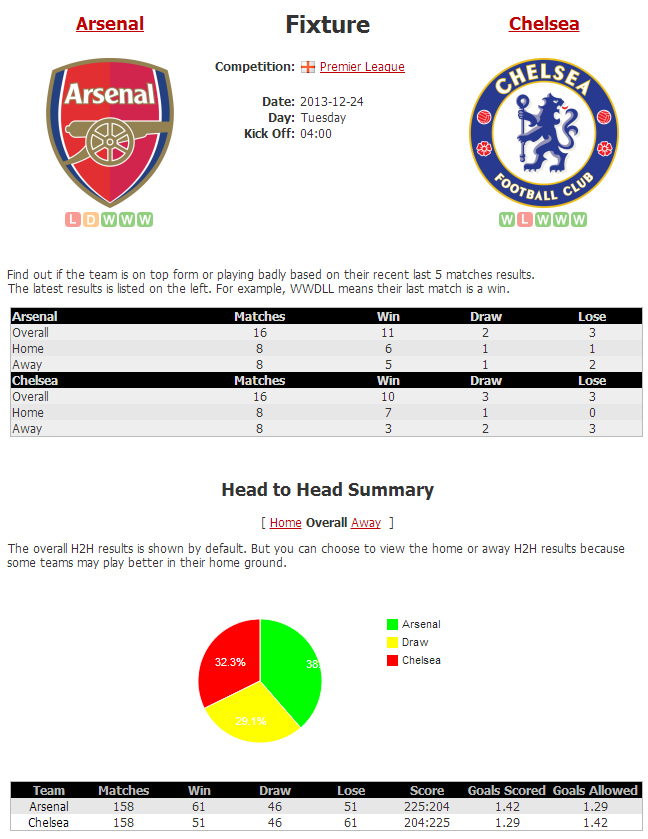 Arsenal
Fixture
Chelsea
Competition: Premier League
Arsenal
CHELSEA
FOOTBALL CLUB
Date: 2013-12-24
Day: Tuesday
Kick Off: 04:00
L D W W W
W L W W W
Find out if the team is on top form or playing badly based on their recent last 5 matches results.
The latest results is listed on the left. For example, WWDLL means their last match is a win.
Arsenal Matches Win Draw Lose
Overall 16 11 2 3
Home 8 6 1 1
Away 8 5 1 2
Chelsea Matches Win Draw Lose
Overall 16 10 3 3
Home 8 7 1 0
Away 8 3 2 3
Head to Head Summary
[ Home Overall Away ]
The overall H2H results is shown by default. But you can choose to view the home or away H2H results because
some teams may play better in their home ground.
Arsenal
Draw
Chelsea
32.3%
38
29.1%
Team Matches Win Draw Lose Score Goals Scored Goals Allowed
Arsenal 158 61 46 51 225:204 1.42 1.29
Chelsea 158 51 46 61 204:225 1.29 1.42